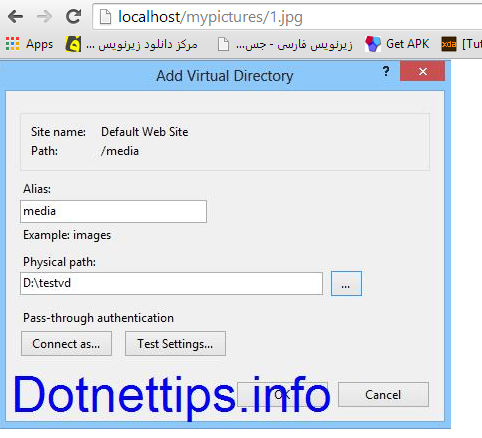 localhost/mypictures/1.jpg
Apps مرکز دانلود زیرنویس ... زیرنویس فارسی - جس... Get APK xda [Tut
Add Virtual Directory
? x
Site name: Default Web Site
Path: /media
Alias:
media
Example: images
Physical path:
D:\testvd
...
Pass-through authentication
Connect as... Test Settings...
OK Cancel
Dotnettips.info